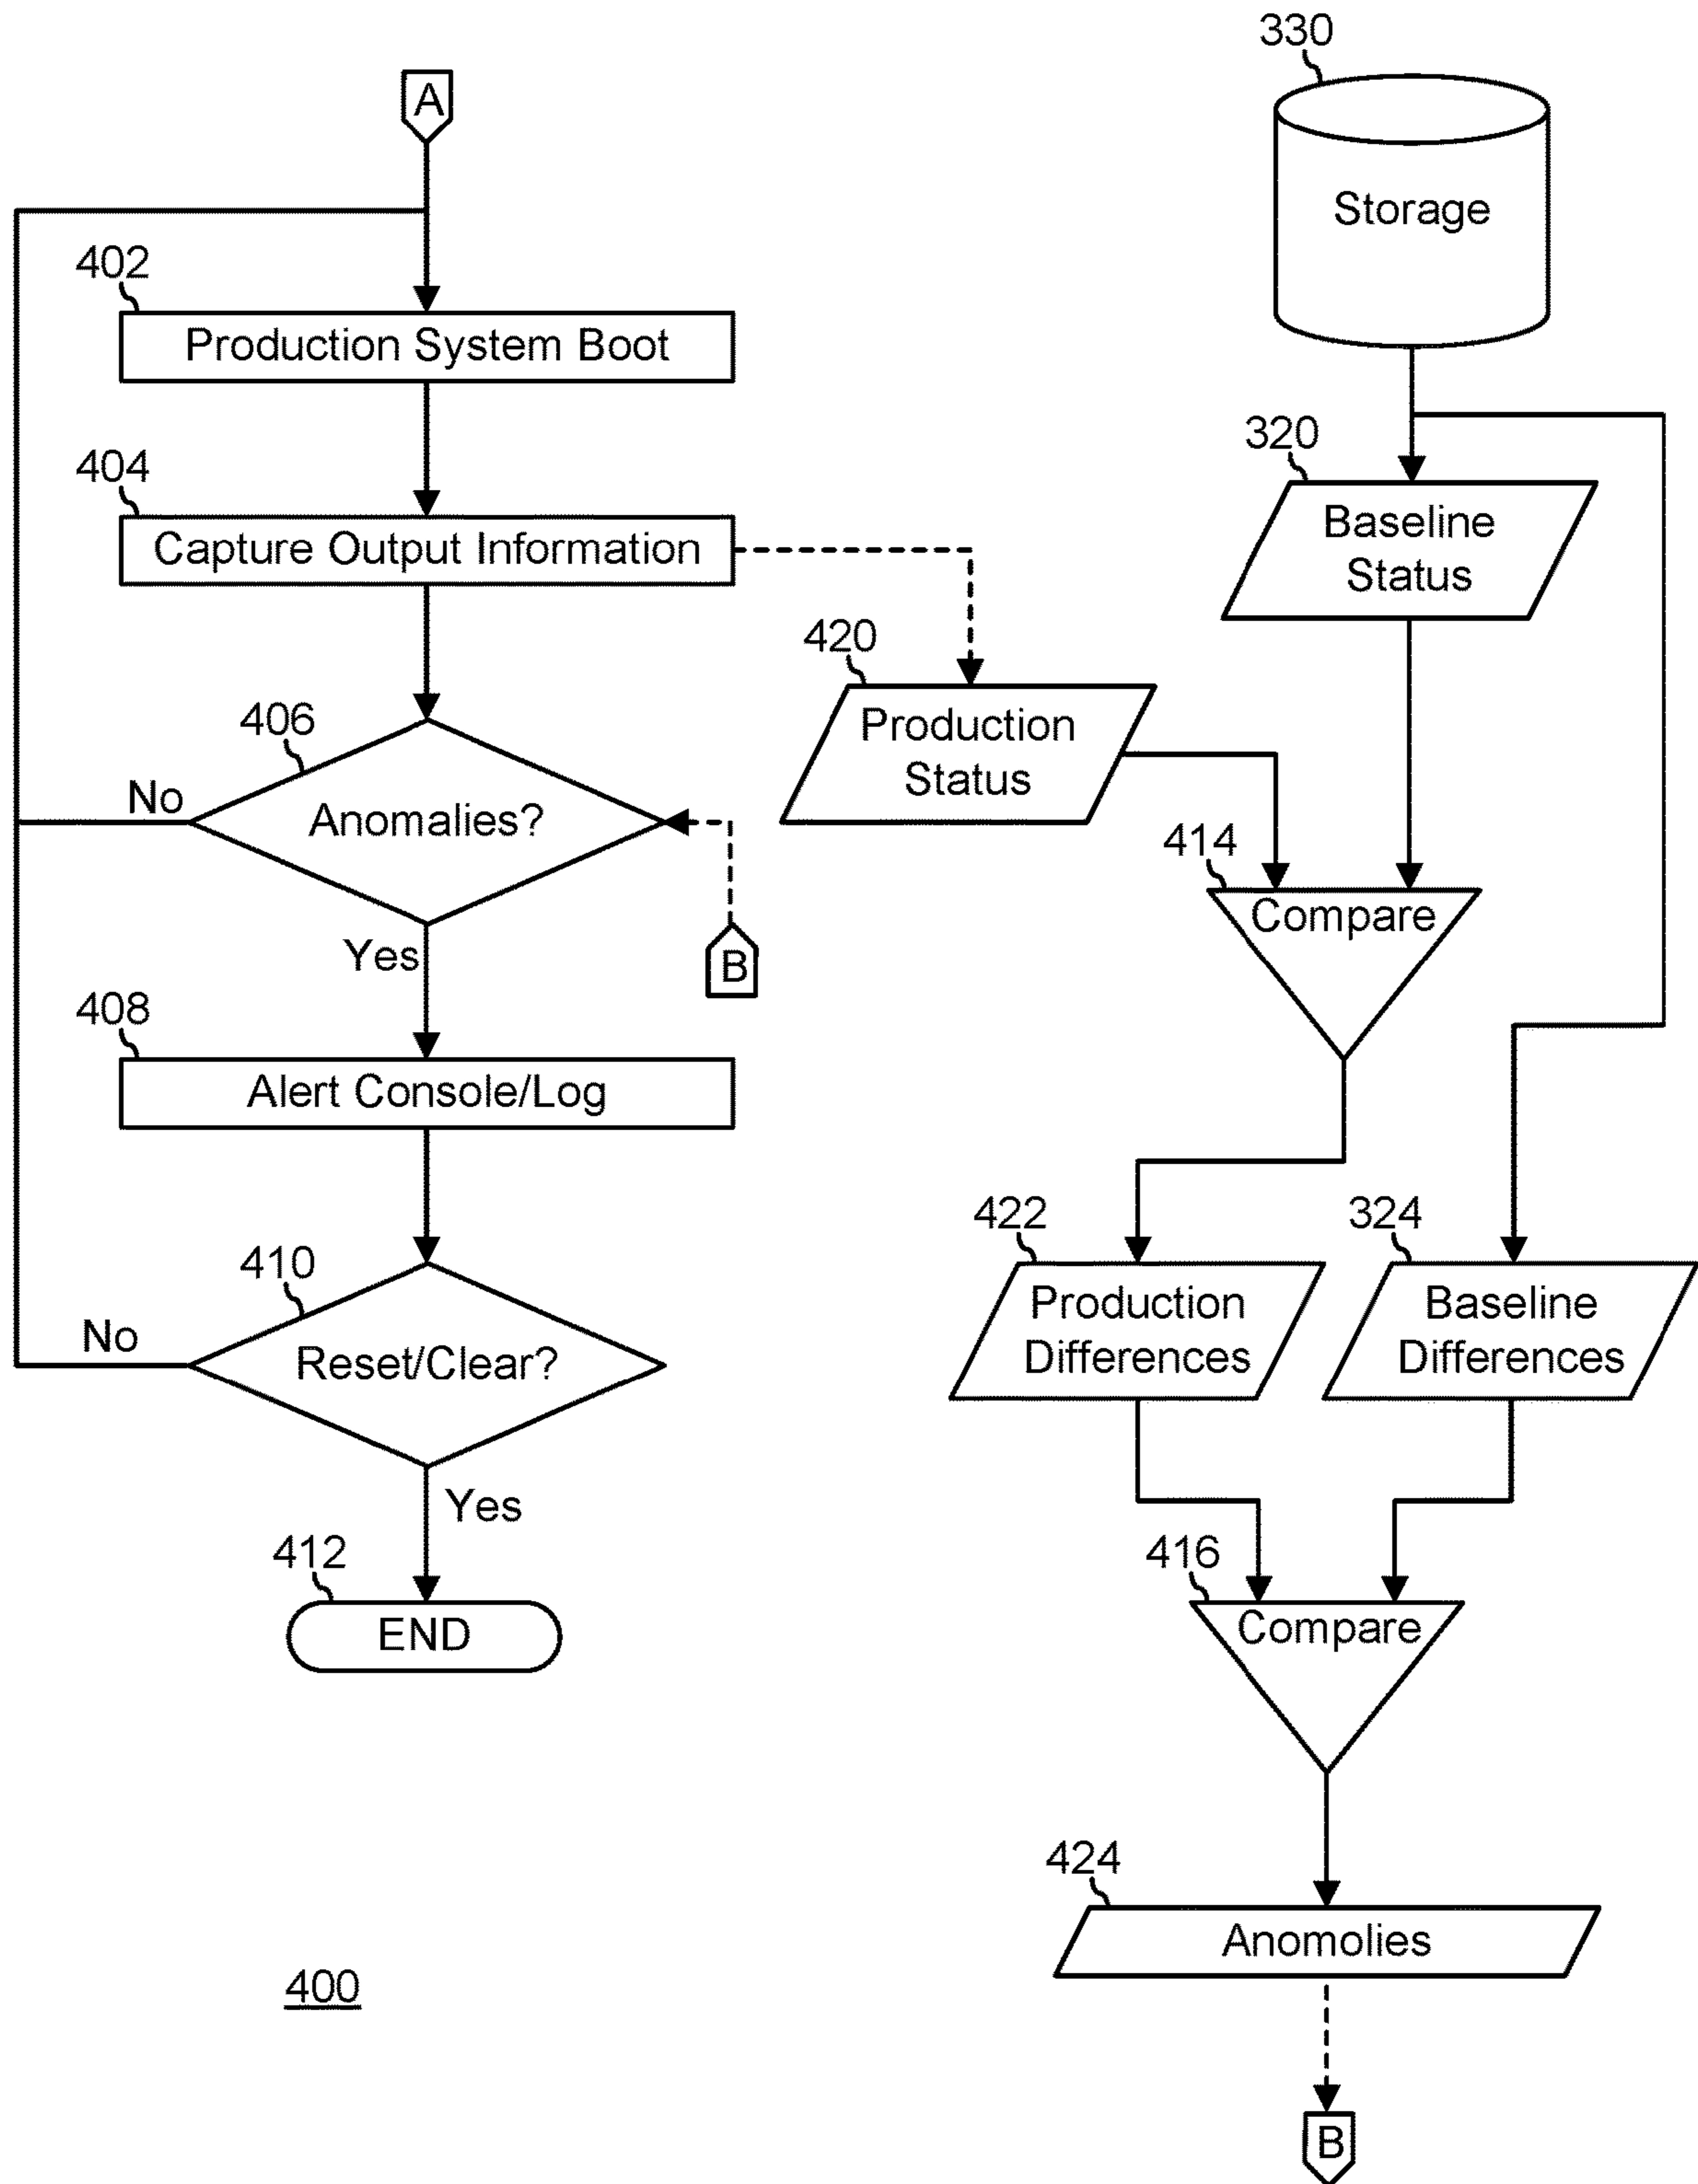 A
402
Production System Boot
404
Capture Output Information
406
Anomalies?
No
Yes
B
408
Alert Console/Log
410
Reset/Clear?
No
Yes
412
END
400
330
Storage
320
Baseline
Status
420
Production
Status
414
Compare
422
Production
Differences
324
Baseline
Differences
416
Compare
424
Anomolies
B